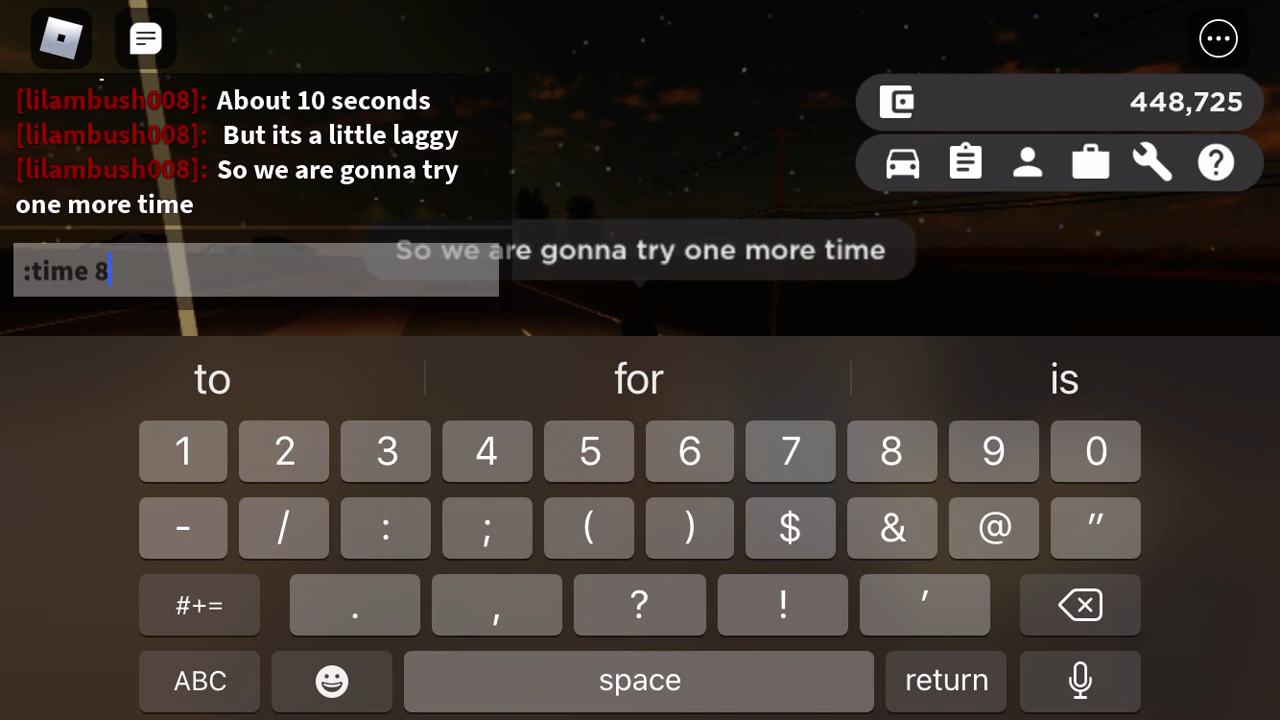 [lilambush008]: About 10 seconds
[lilambush008]: But its a little laggy
[lilambush008]: So we are gonna try
one more time
:time 8
So we are gonna try one more time
448,725
to for is
1 2 3 4 5 6 7 8 9 0
- / : ; ( ) $ & @ "
#+= . , ? ! ’
ABC space return